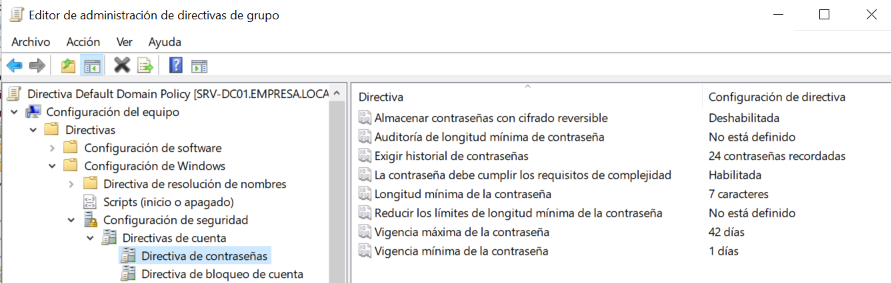 Editor de administración de directivas de grupo
Archivo Acción Ver Ayuda
Directiva Default Domain Policy [SRV-DC01.EMPRESA.LOCA
Configuración del equipo
Directivas
Configuración de software
Configuración de Windows
Directiva de resolución de nombres
Scripts (inicio o apagado)
Configuración de seguridad
Directivas de cuenta
Directiva de contraseñas
Directiva de bloqueo de cuenta
Directiva Configuración de directiva
Almacenar contraseñas con cifrado reversible Deshabilitada
Auditoría de longitud mínima de contraseña No está definido
Exigir historial de contraseñas 24 contraseñas recordadas
La contraseña debe cumplir los requisitos de complejidad Habilitada
Longitud mínima de la contraseña 7 caracteres
Reducir los límites de longitud mínima de la contraseña No está definido
Vigencia máxima de la contraseña 42 días
Vigencia mínima de la contraseña 1 días